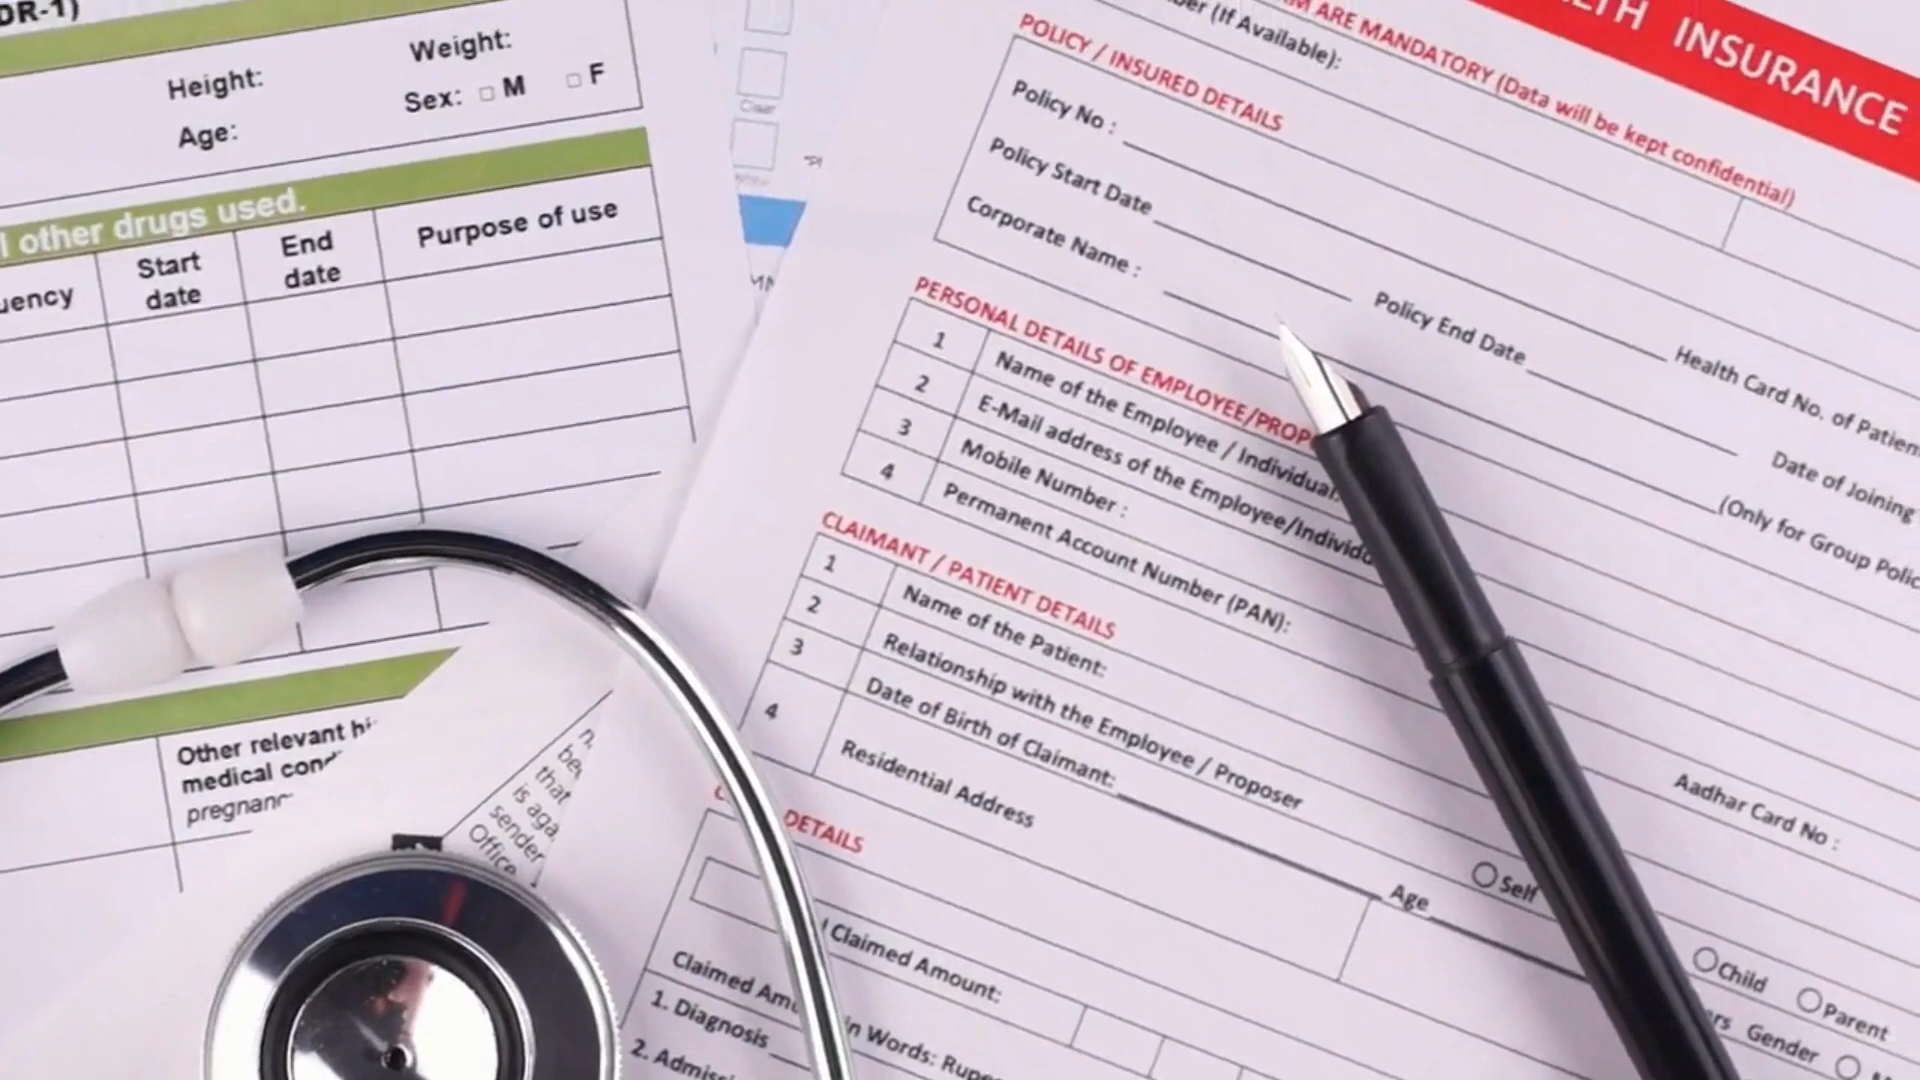 DR-1)
Height:
Weight:
Age:
Sex: M F
other drugs used.
Start date
End date
Purpose of use
Other relevant
medical
is
sender
Office
INSURANCE
ARE MANDATORY (Data will be kept confidential)
(If Available):
POLICY / INSURED DETAILS
Policy No :
Health Card No. of
Policy Start Date
Policy End Date
Date of Joining
Corporate Name :
(Only for Group
PERSONAL DETAILS OF EMPLOYEE/PROP
1 Name of the Employee / Individual
2 E-Mail address of the Employee/Individ
3 Mobile Number :
4 Permanent Account Number (PAN):
Aadhar Card No :
CLAIMANT / PATIENT DETAILS
1 Name of the Patient:
2 Relationship with the Employee / Proposer
Self
Child
Parent
3 Date of Birth of Claimant:
Age
Gender
4 Residential Address
DETAILS
Claimed Amount:
Claimed
in Words:
1. Diagnosis
2.